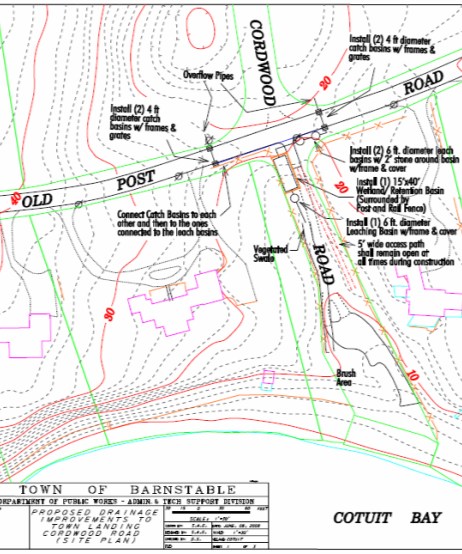 CORDWOOD
Install (2) 4 ft diameter
catch basins w/ frames &
grates
Overflow Pipes
20
Install (2) 4 ft
diameter catch
basins w/ frames &
grates
ROAD
Install (2) 6 ft. diameter leach
basins w/ 2' stone around basin
w/frame & cover
40
OLD POST
20
Install (1) 15'x40'
Wetland/ Retention Basin
(Surrounded by
Post and Rail Fence)
Connect Catch Basins to each
other and then to the ones
connected to the leach basins
Install (1) 6 ft. diameter
Leaching Basin w/frame & cover
Vegetated
Swale
ROAD
5' wide access path
shall remain open at
all times during construction
30
10
Brush
Area
TOWN OF BARNSTABLE
DEPARTMENT OF PUBLIC WORKS - ADMIN. & TECH SUPPORT DIVISION
PROPOSED DRAINAGE
IMPROVEMENTS TO
TOWN LANDING
CORDWOOD ROAD
(SITE PLAN)
COTUIT BAY